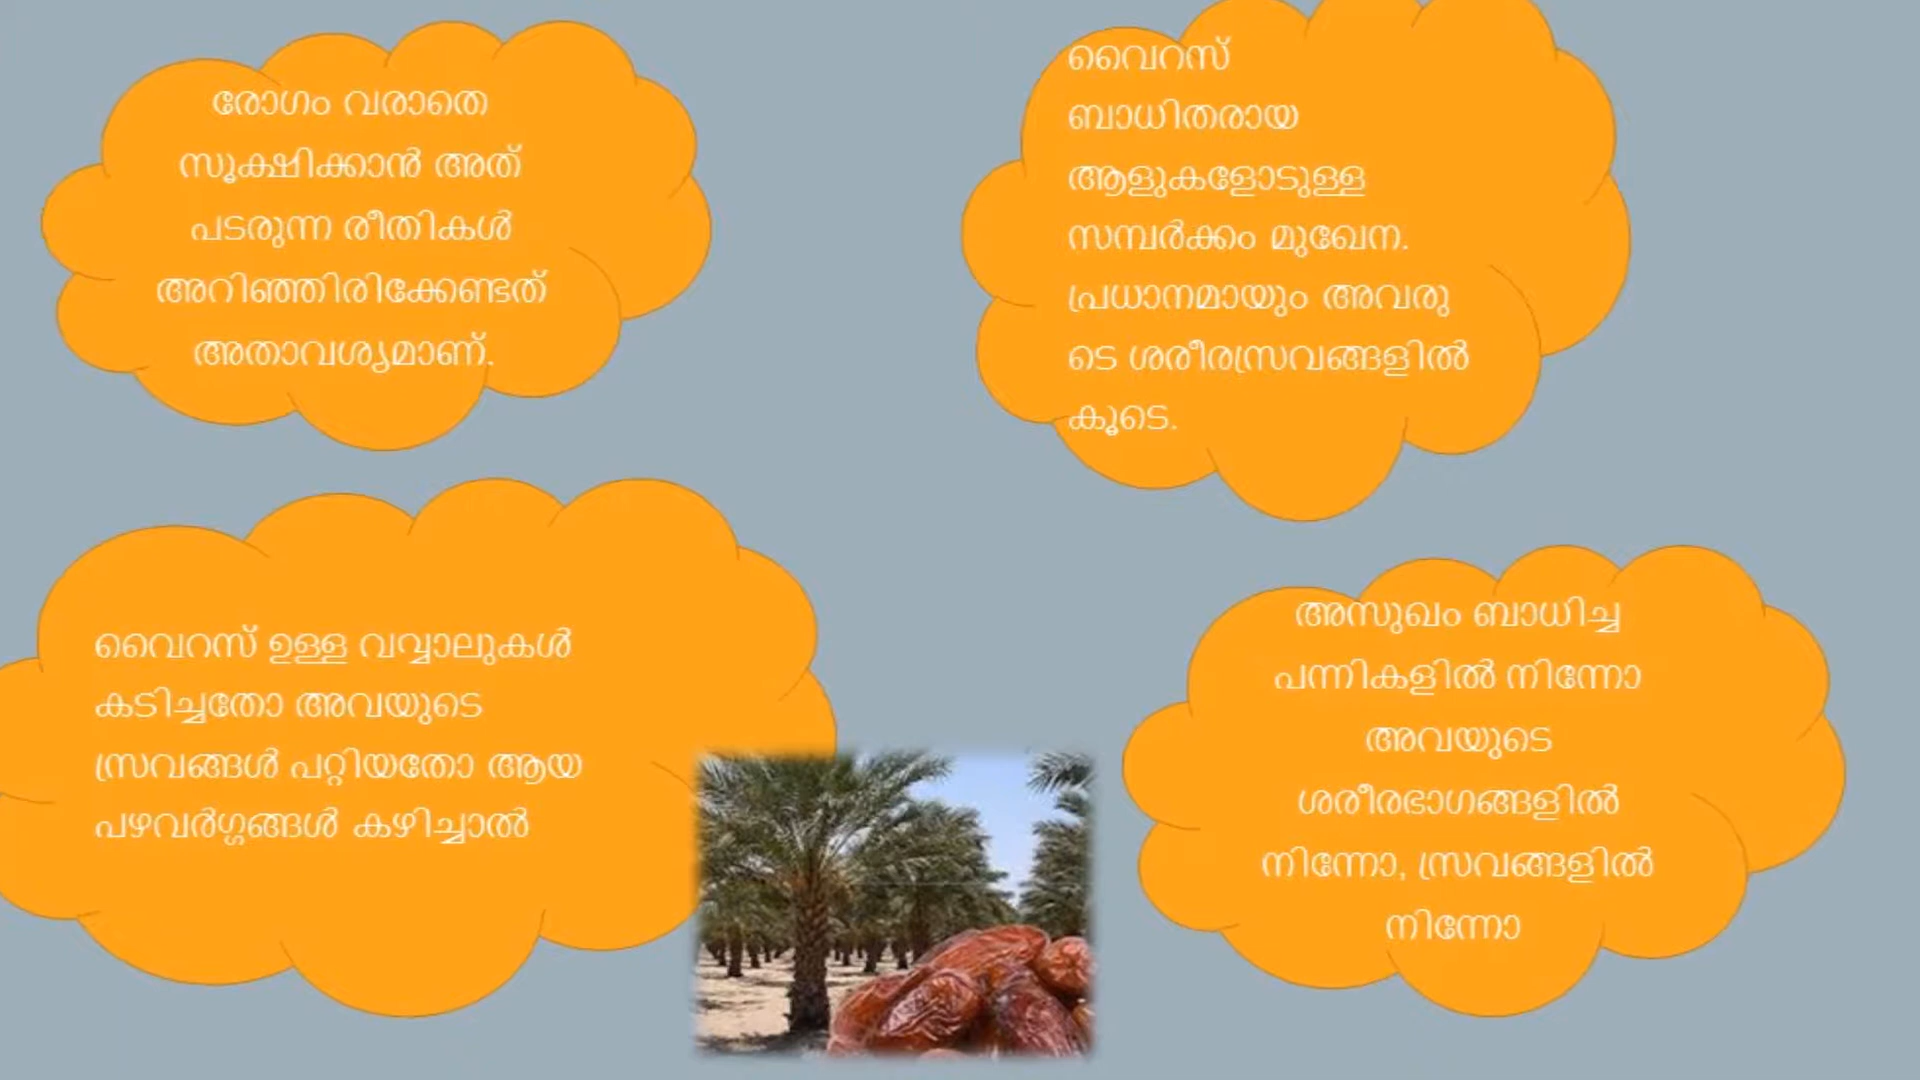 രോഗം വരാതെ
സൂക്ഷിക്കാൻ അത്
പടരുന്ന രീതികൾ
അറിഞ്ഞിരിക്കേണ്ടത്
അതാവശ്യമാണ്.
വൈറസ്
ബാധിതരായ
ആളുകളോടുള്ള
സമ്പർക്കം മുഖേന.
പ്രധാനമായും അവരു
ടെ ശരീരസ്രവങ്ങളിൽ
കൂടെ.
വൈറസ് ഉള്ള വവ്വാലുകൾ
കടിച്ചതോ അവയുടെ
സ്രവങ്ങൾ പറ്റിയതോ ആയ
പഴവർഗ്ഗങ്ങൾ കഴിച്ചാൽ
അസുഖം ബാധിച്ച
പന്നികളിൽ നിന്നോ
അവയുടെ
ശരീരഭാഗങ്ങളിൽ
നിന്നോ, സ്രവങ്ങളിൽ
നിന്നോ